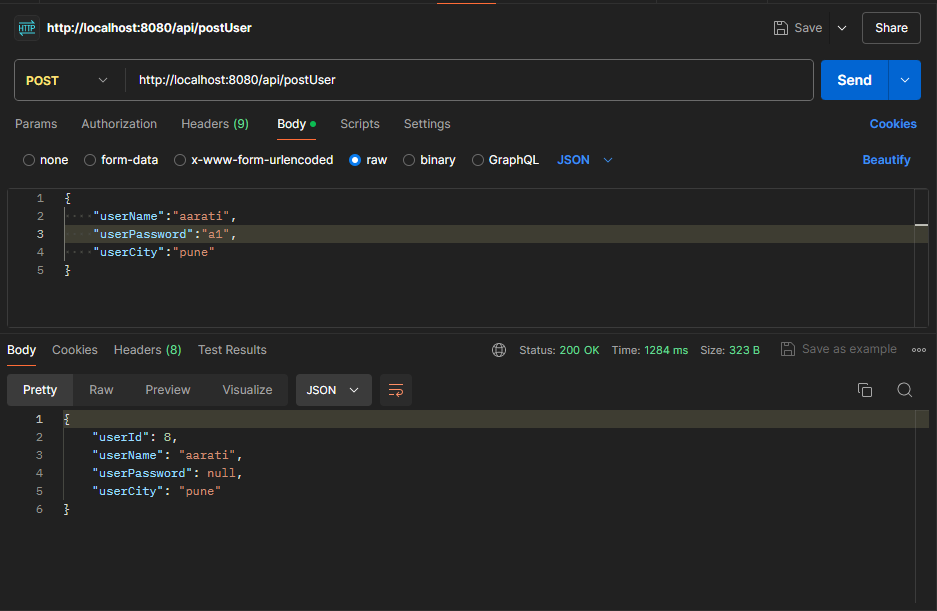 HTTP http://localhost:8080/api/postUser Save Share
POST http://localhost:8080/api/postUser Send
Params Authorization Headers (9) Body Scripts Settings Cookies
none form-data x-www-form-urlencoded raw binary GraphQL JSON Beautify
1 {
2 "userName":"aarati",
3 "userPassword":"a1",
4 "userCity":"pune"
5 }
Body Cookies Headers (8) Test Results Status: 200 OK Time: 1284 ms Size: 323 B Save as example
Pretty Raw Preview Visualize JSON
1 {
2 "userId": 8,
3 "userName": "aarati",
4 "userPassword": null,
5 "userCity": "pune"
6 }